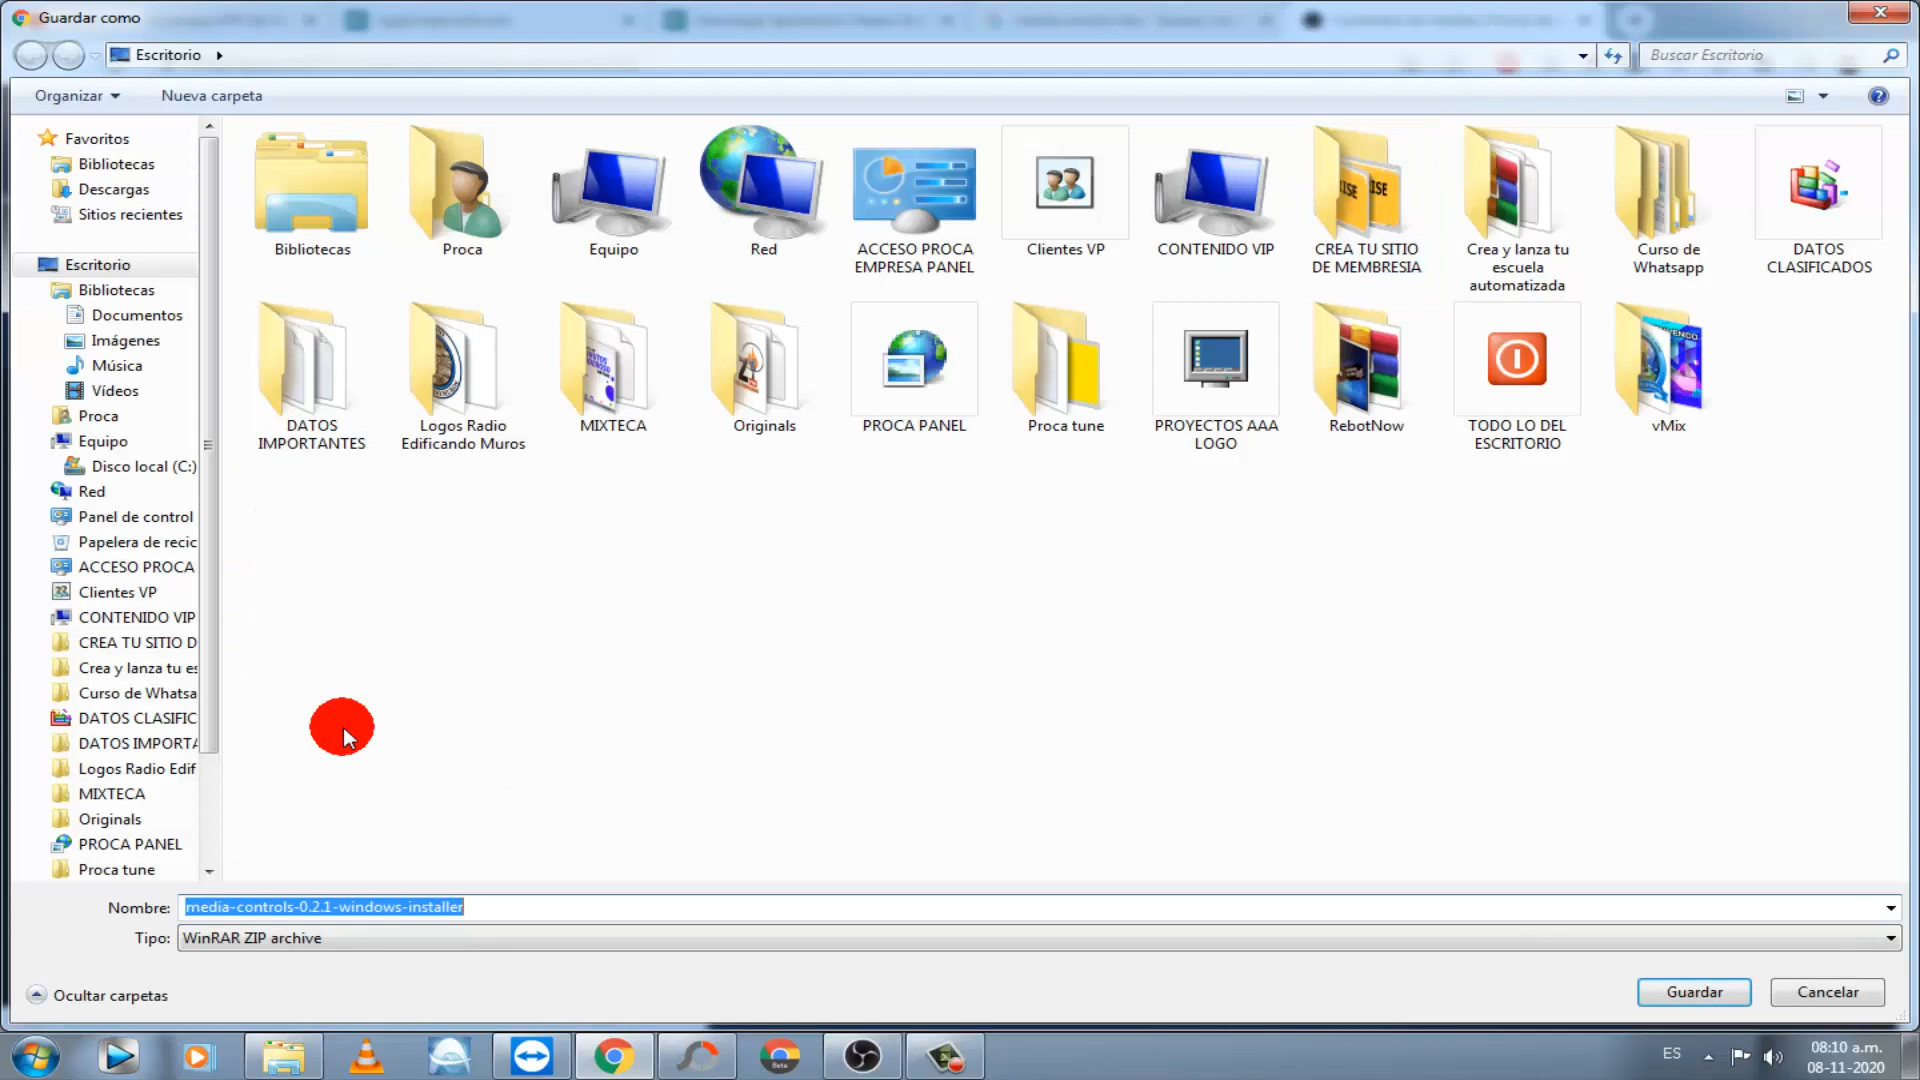 Guardar como
Escritorio
Buscar Escritorio
Organizar
Nueva carpeta
Favoritos
Bibliotecas
Descargas
Sitios recientes
Escritorio
Bibliotecas
Documentos
Imágenes
Música
Vídeos
Proca
Equipo
Disco local (C:)
Red
Panel de control
Papelera de recic
ACCESO PROCA
Clientes VP
CONTENIDO VIP
CREA TU SITIO D
Crea y lanza tu es
Curso de Whatsa
DATOS CLASIFIC
DATOS IMPORTA
Logos Radio Edif
MIXTECA
Originals
PROCA PANEL
Proca tune
Bibliotecas
Proca
Equipo
Red
ACCESO PROCA
EMPRESA PANEL
Clientes VP
CONTENIDO VIP
CREA TU SITIO
DE MEMBRESIA
Crea y lanza tu
escuela
automatizada
Curso de
Whatsapp
DATOS
CLASIFICADOS
DATOS
IMPORTANTES
Logos Radio
Edificando Muros
MIXTECA
Originals
PROCA PANEL
Proca tune
PROYECTOS AAA
LOGO
RebotNow
TODO LO DEL
ESCRITORIO
vMix
Nombre:
media-controls-0.2.1-windows-installer
Tipo:
WinRAR ZIP archive
Ocultar carpetas
Guardar
Cancelar
Beta
ES
08:10 a.m.
08-11-2020